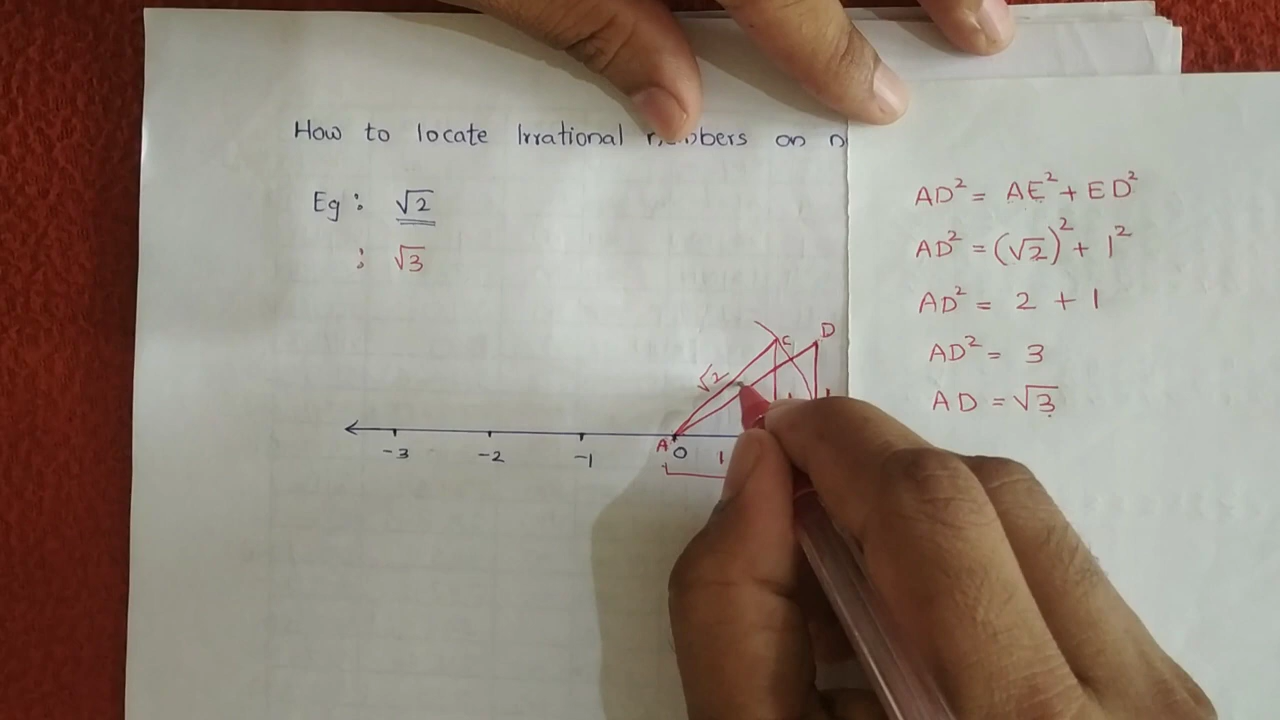 How to locate Irrational numbers on n
Eg : √2
: √3
AD² = AE² + ED²
AD² = (√2)² + 1²
AD² = 2 + 1
AD² = 3
AD = √3
C D
√2
A
-3 -2 -1 0 1